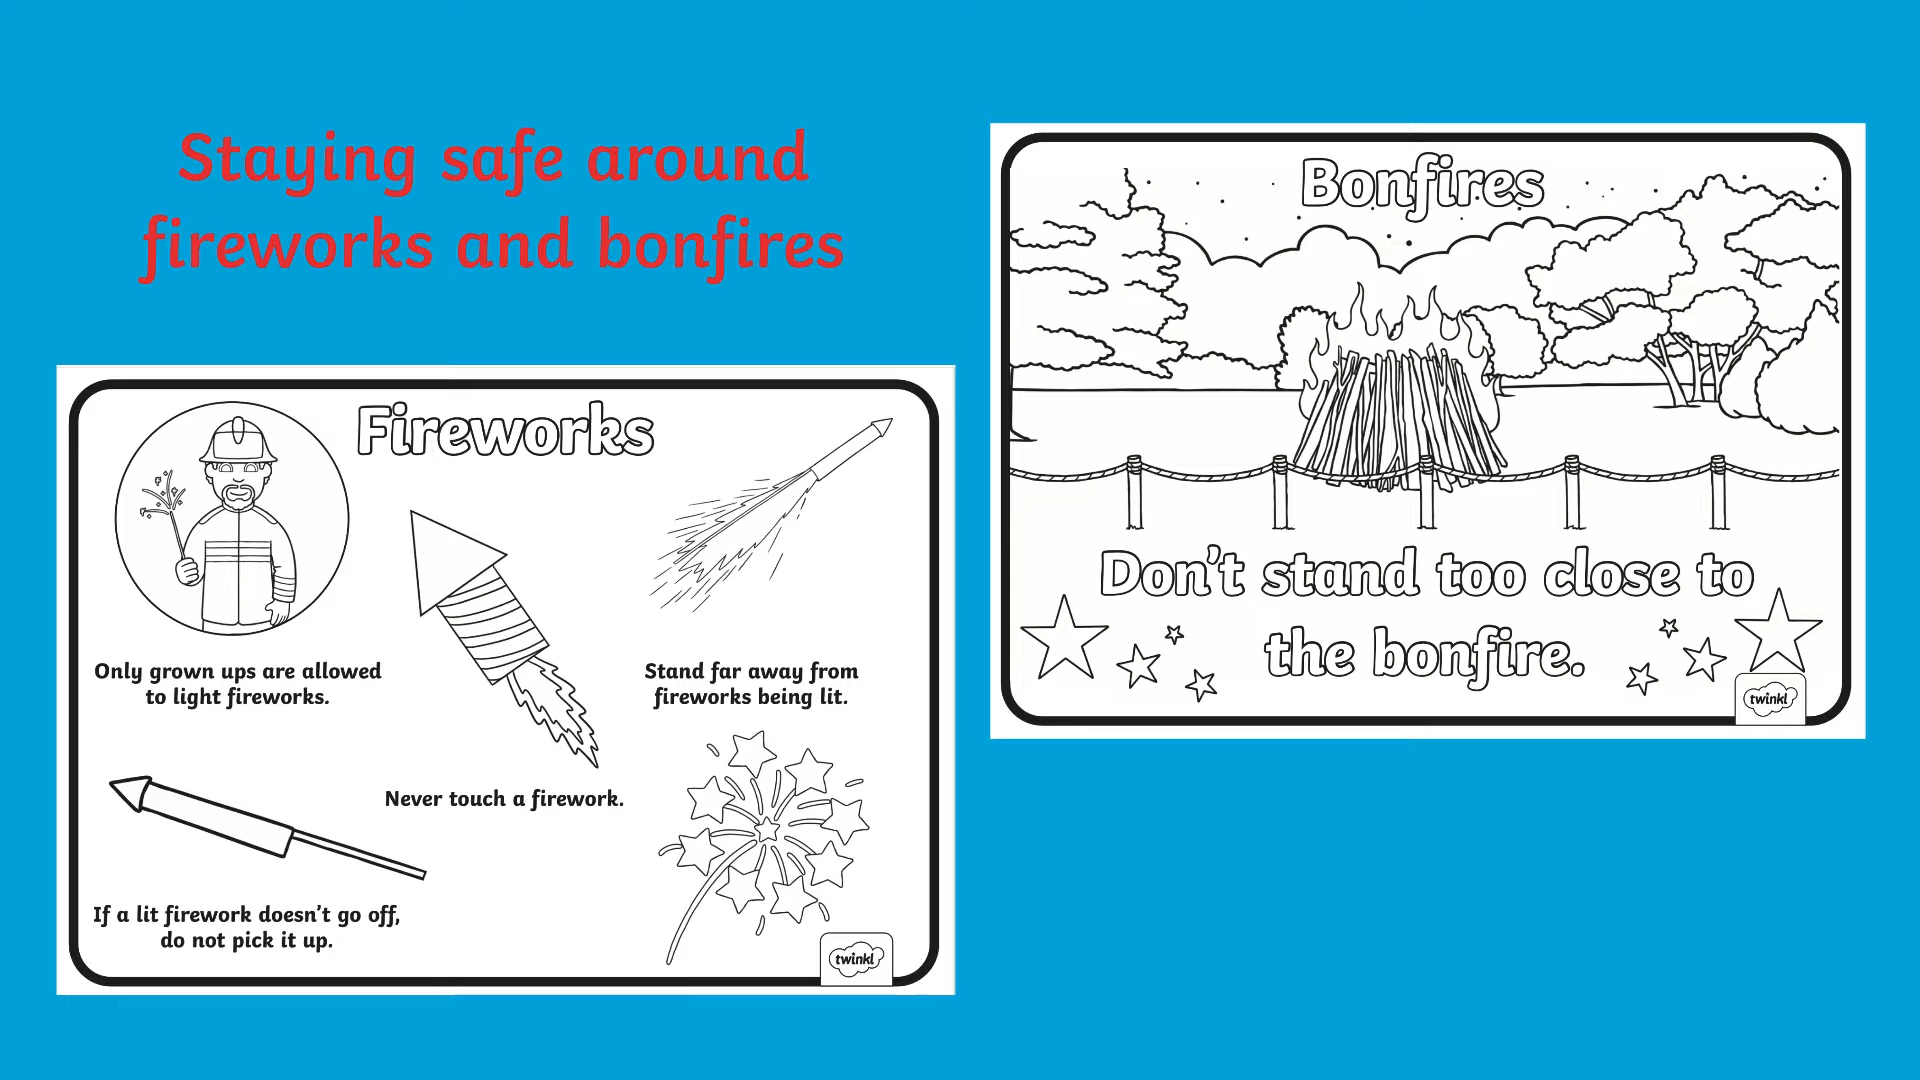 Staying safe around
fireworks and bonfires
Fireworks
Only grown ups are allowed
to light fireworks.
Stand far away from
fireworks being lit.
Never touch a firework.
If a lit firework doesn't go off,
do not pick it up.
twinkl
Bonfires
Don't stand too close to
the bonfire.
twinkl